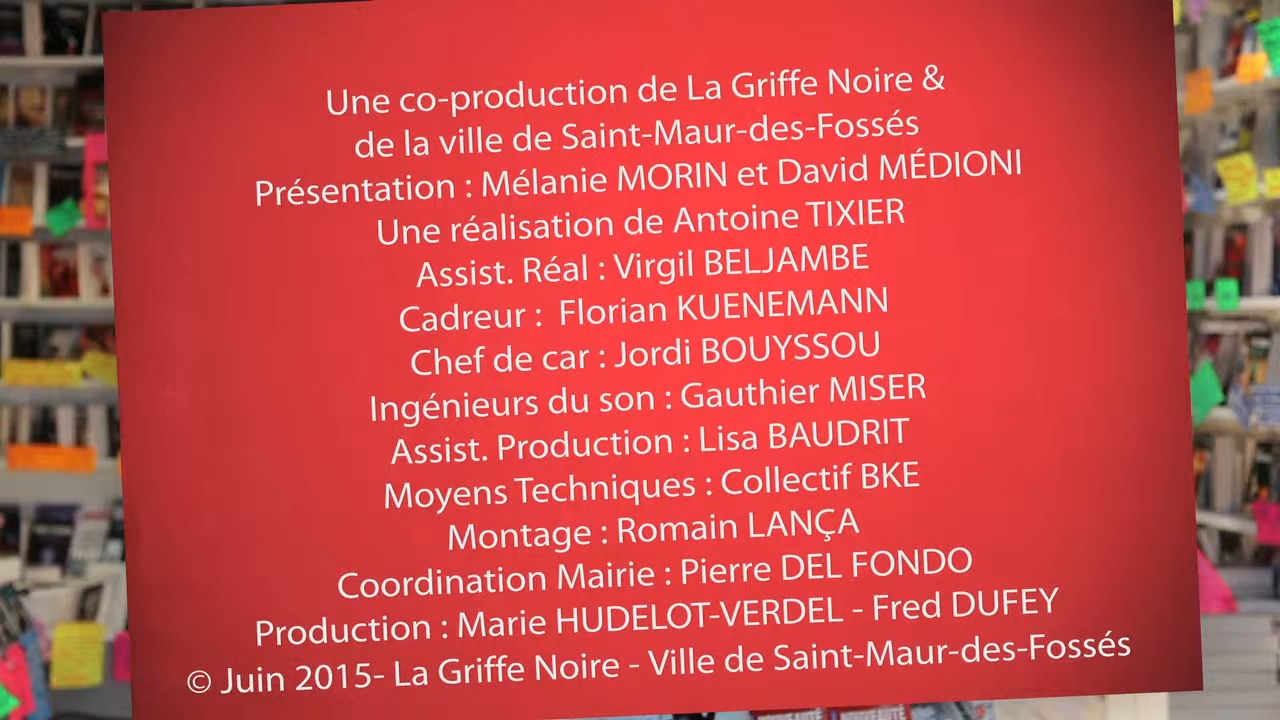 Une co-production de La Griffe Noire &
de la ville de Saint-Maur-des-Fossés
Présentation : Mélanie MORIN et David MÉDIONI
Une réalisation de Antoine TIXIER
Assist. Réal : Virgil BELJAMBE
Cadreur :  Florian KUENEMANN
Chef de car : Jordi BOUYSSOU
Ingénieurs du son : Gauthier MISER
Assist. Production : Lisa BAUDRIT
Moyens Techniques : Collectif BKE
Montage : Romain LANÇA
Coordination Mairie : Pierre DEL FONDO
Production : Marie HUDELOT-VERDEL - Fred DUFEY
© Juin 2015- La Griffe Noire - Ville de Saint-Maur-des-Fossés